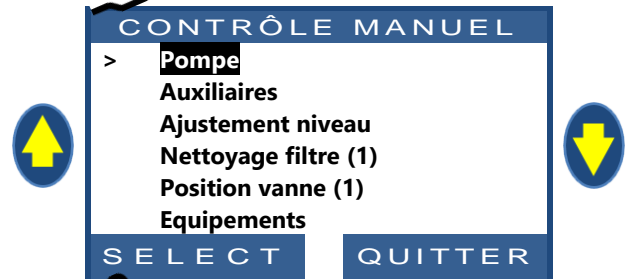 CONTRÔLE MANUEL
> Pompe
Auxiliaires
Ajustement niveau
Nettoyage filtre (1)
Position vanne (1)
Equipements
SELECT QUITTER